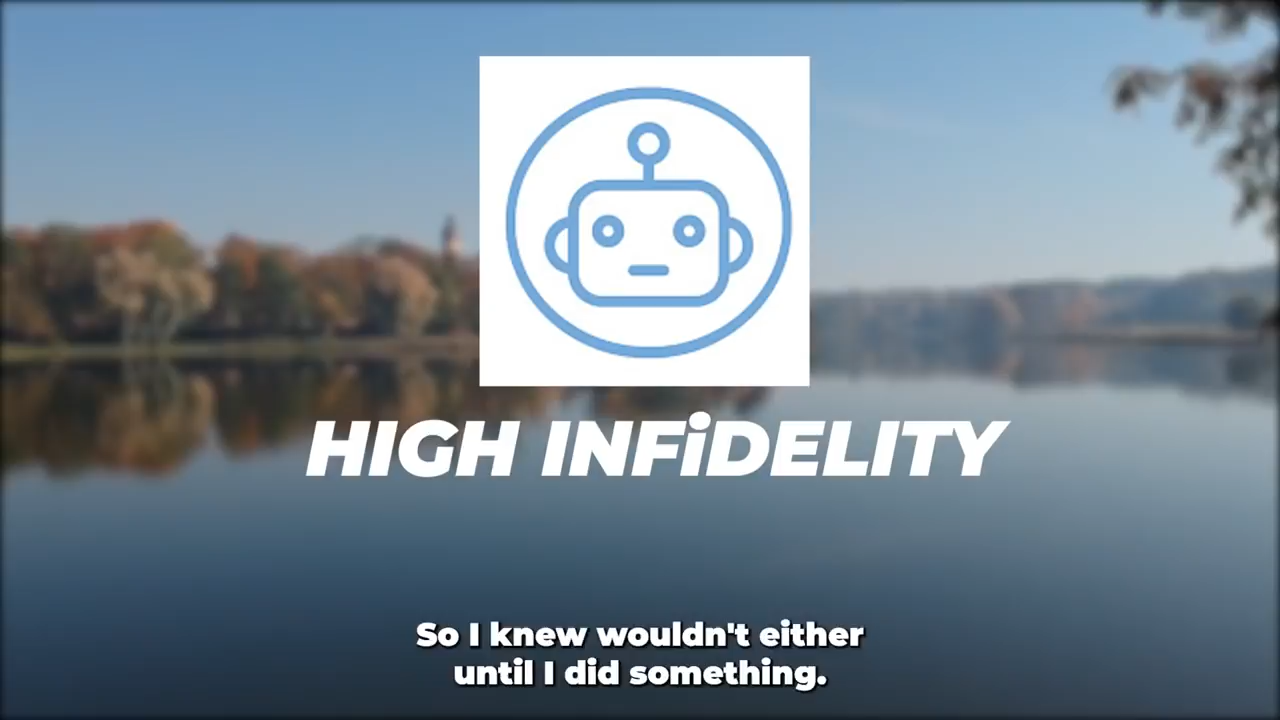 HIGH INFiDELITY
So I knew wouldn't either
until I did something.